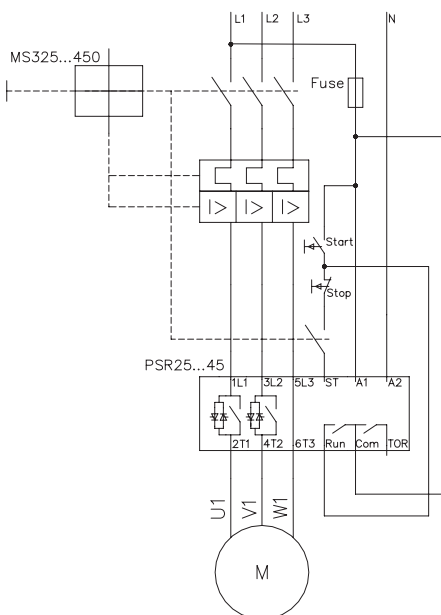 L1 L2 L3 N
MS325...450
Fuse
I> I> I>
Start
Stop
PSR25...45
1L1 3L2 5L3 ST A1 A2
2T1 4T2 6T3 Run Com TOR
U1 V1 W1
M